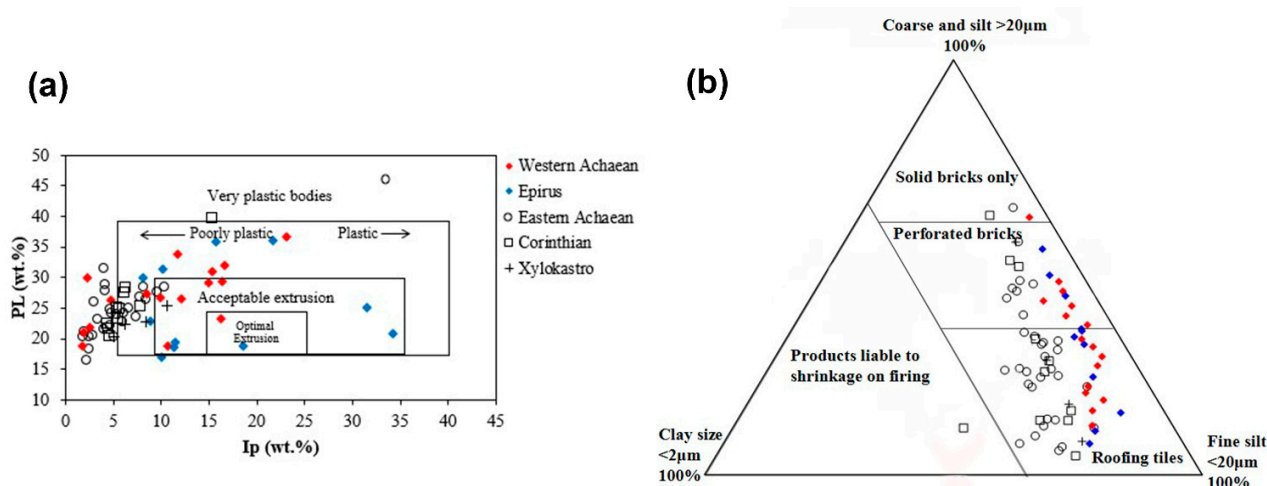 (a)
50
45
40
35
30
25
20
15
10
PL (wt.%)
Very plastic bodies
Poorly plastic
Plastic
Acceptable extrusion
Optimal
Extrusion
0
5
10
15
20
25
30
35
40
45
Ip (wt.%)
Western Achaean
Epirus
Eastern Achaean
Corinthian
Xylokastro
(b)
Coarse and silt >20μm
100%
Solid bricks only
Perforated bricks
Products liable to
shrinkage on firing
Roofing tiles
Clay size
<2μm
100%
Fine silt
<20μm
100%